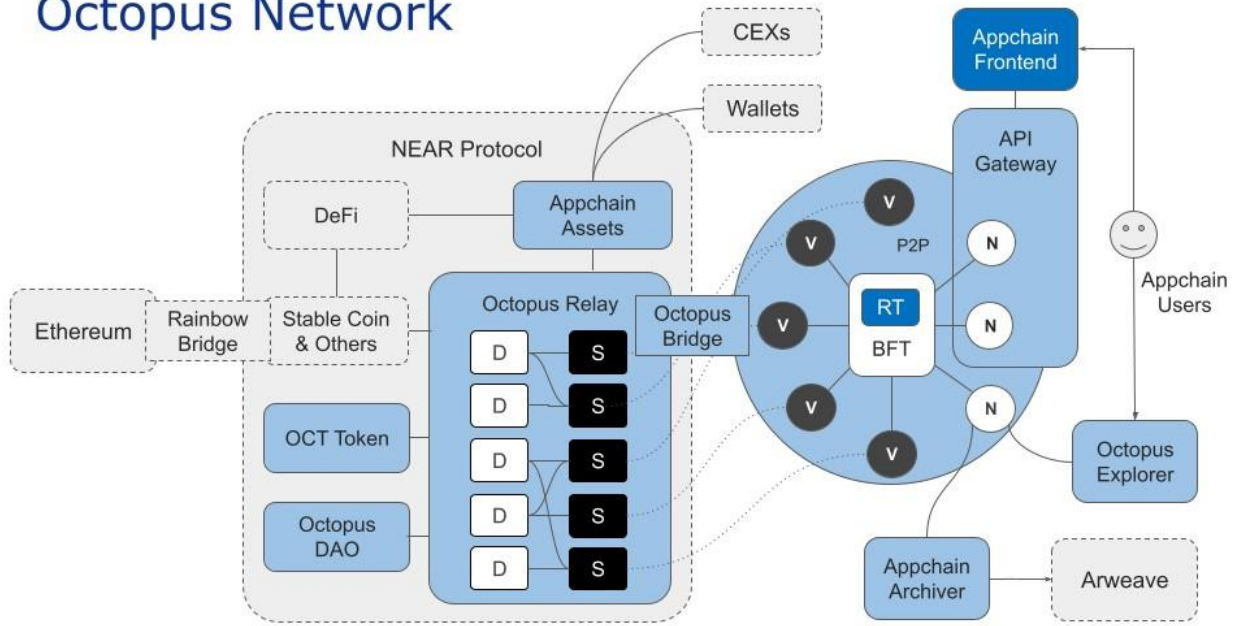 Octopus Network
CEXs
Wallets
Appchain
Frontend
API
Gateway
NEAR Protocol
DeFi
Appchain
Assets
Ethereum
Rainbow
Bridge
Stable Coin
& Others
OCT Token
Octopus
DAO
Octopus Relay
D
S
D
S
D
S
D
S
D
S
Octopus
Bridge
V
V
V
V
V
P2P
RT
BFT
N
N
N
Appchain
Users
Octopus
Explorer
Appchain
Archiver
Arweave